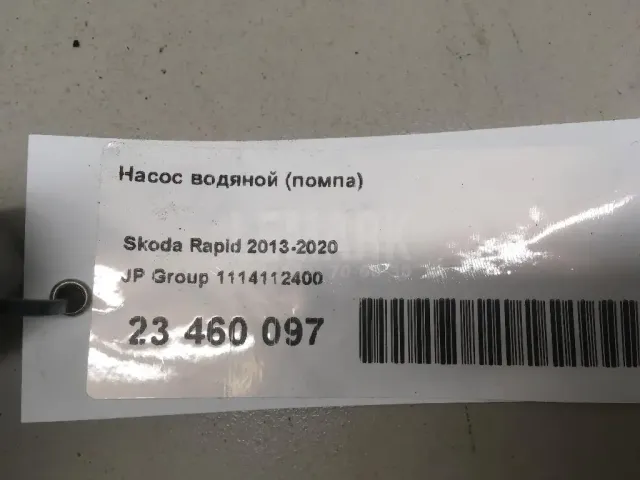 Насос водяной (помпа)
Skoda Rapid 2013-2020
JP Group 1114112400
23 460 097